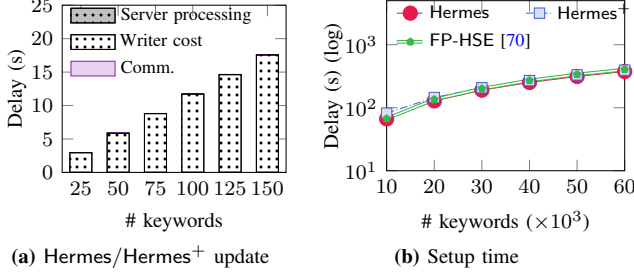 Server processing
Writer cost
Comm.
Delay (s)
25
20
15
10
5
0
25 50 75 100 125 150
# keywords
(a) Hermes/Hermes+ update
Hermes Hermes+
FP-HSE [70]
Delay (s) (log)
10^3
10^2
10^1
10 20 30 40 50 60
# keywords (×10^3)
(b) Setup time